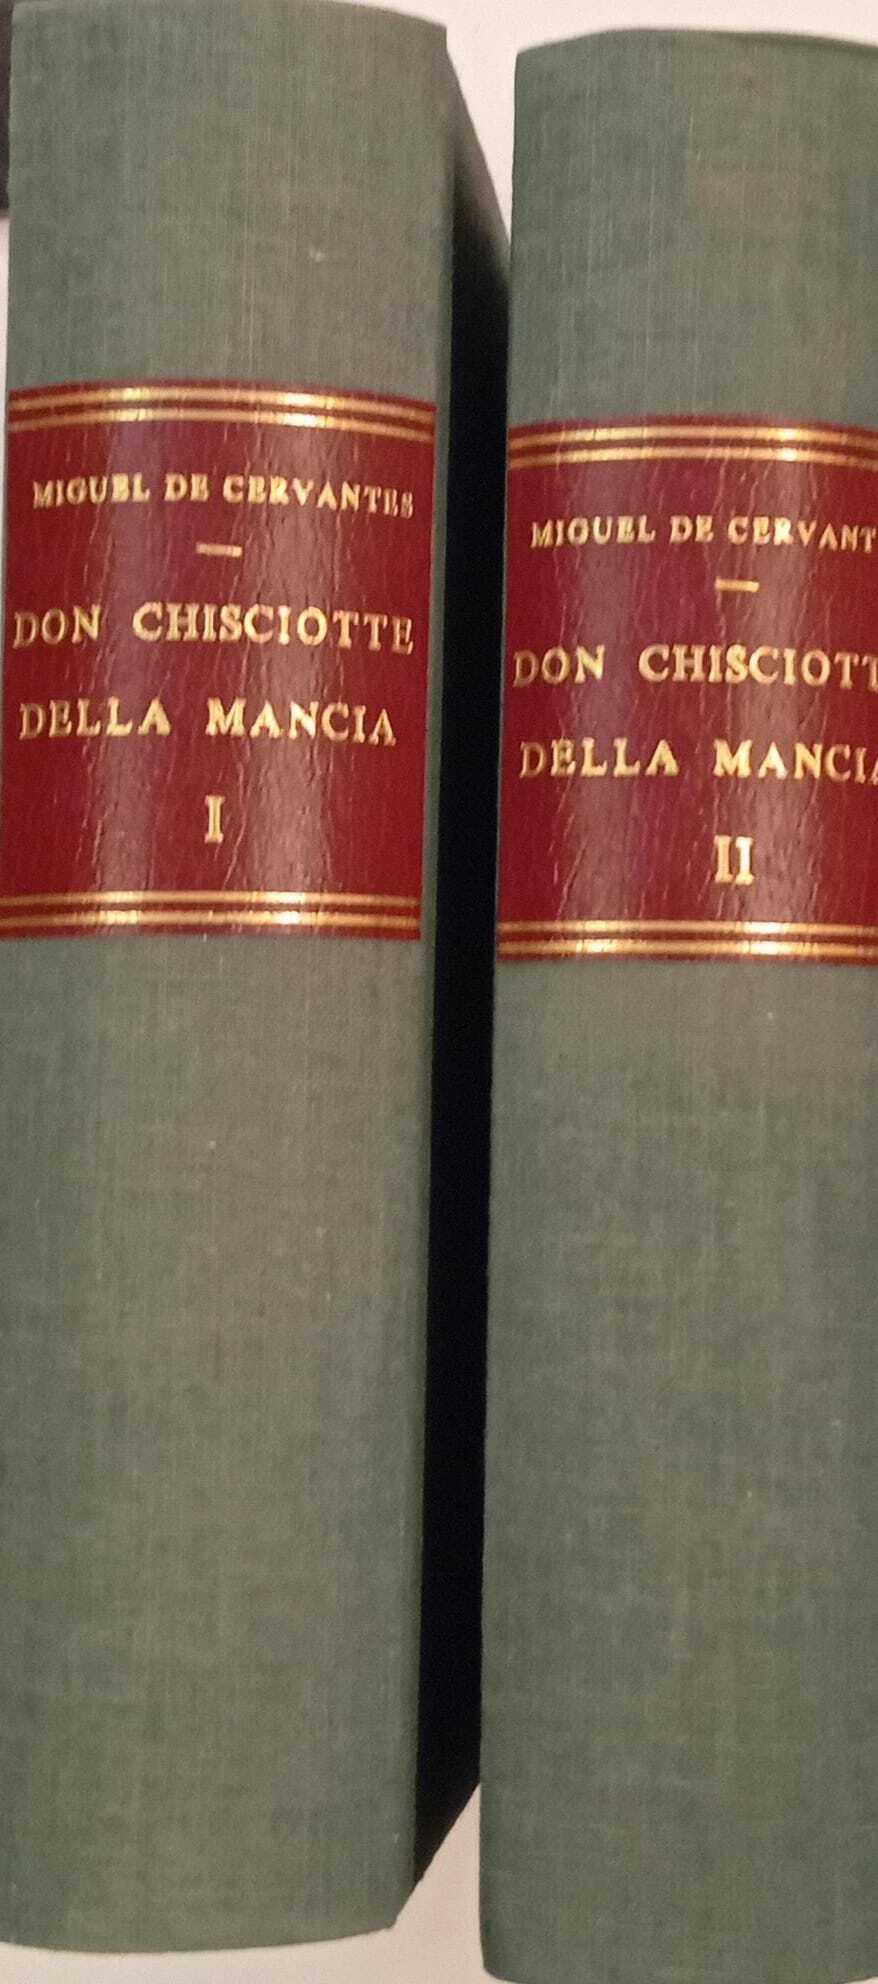 MIGUEL DE CERVANTES
DON CHISCIOTTE
DELLA MANCIA
I
MIGUEL DE CERVANT
DON CHISCIOTT
DELLA MANCIA
II